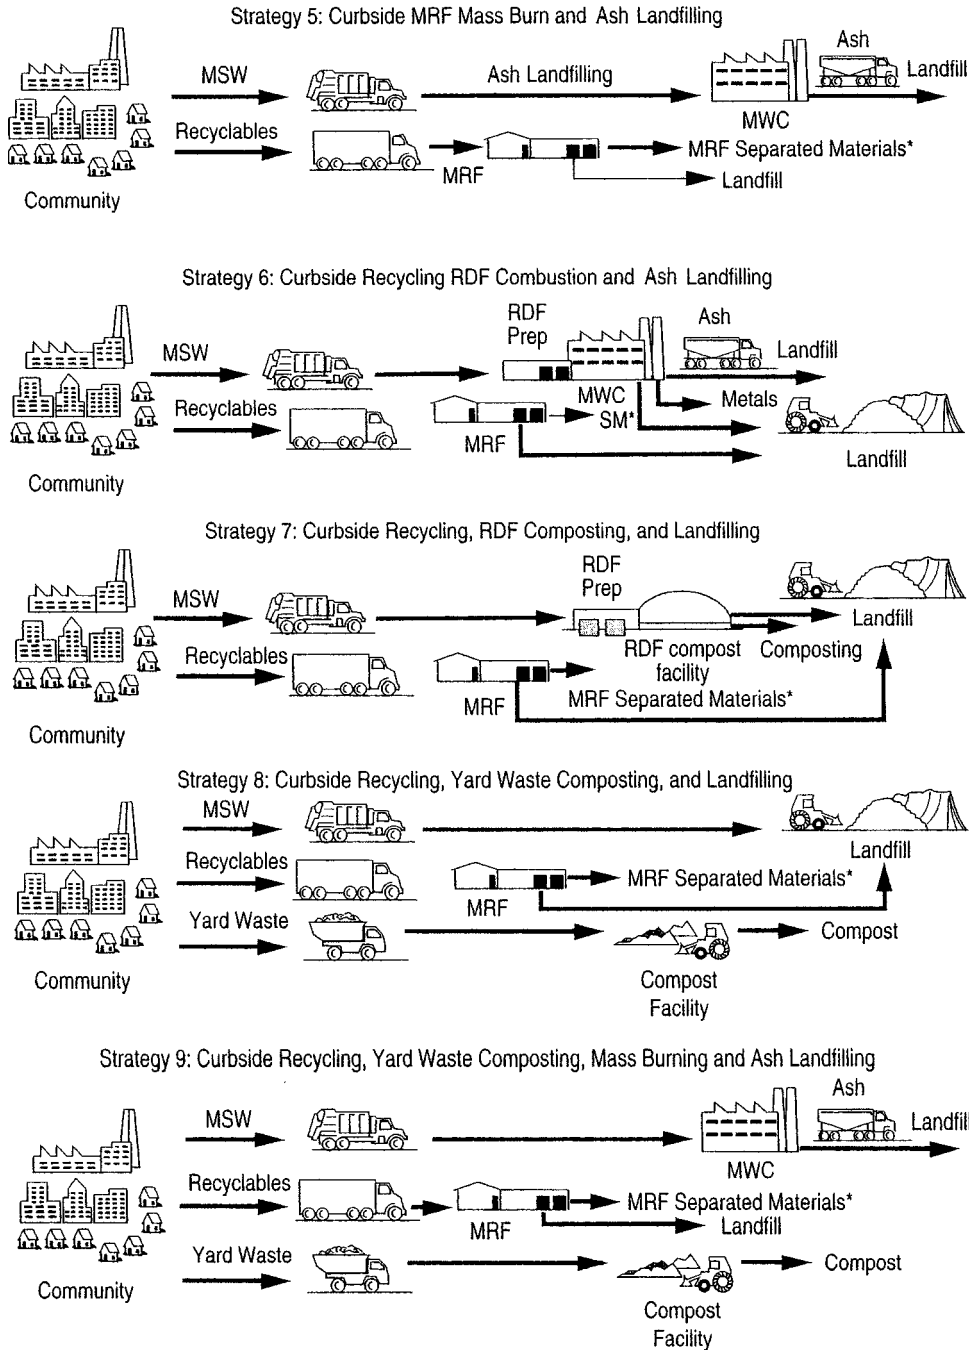 Strategy 5: Curbside MRF Mass Burn and Ash Landfilling
MSW
Ash Landfilling
Ash
Landfill
MWC
Recyclables
MRF
MRF Separated Materials*
Landfill
Community
Strategy 6: Curbside Recycling RDF Combustion and Ash Landfilling
RDF
Prep
Ash
MSW
Landfill
MWC
Metals
Recyclables
SM*
MRF
Landfill
Community
Strategy 7: Curbside Recycling, RDF Composting, and Landfilling
RDF
Prep
MSW
Landfill
RDF compost
facility
Composting
Recyclables
MRF
MRF Separated Materials*
Community
Strategy 8: Curbside Recycling, Yard Waste Composting, and Landfilling
MSW
Landfill
Recyclables
MRF
MRF Separated Materials*
Yard Waste
Compost
Community
Compost
Facility
Strategy 9: Curbside Recycling, Yard Waste Composting, Mass Burning and Ash Landfilling
Ash
MSW
Landfill
MWC
Recyclables
MRF
MRF Separated Materials*
Landfill
Yard Waste
Compost
Community
Compost
Facility